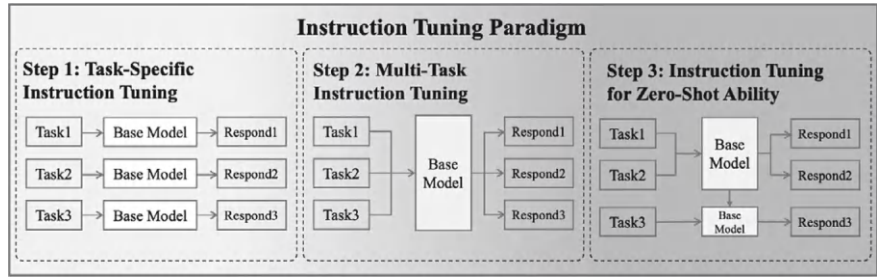 Instruction Tuning Paradigm
Step 1: Task-Specific
Instruction Tuning
Task1
Base Model
Respond1
Task2
Base Model
Respond2
Task3
Base Model
Respond3
Step 2: Multi-Task
Instruction Tuning
Task1
Task2
Task3
Base
Model
Respond1
Respond2
Respond3
Step 3: Instruction Tuning
for Zero-Shot Ability
Task1
Task2
Base
Model
Respond1
Respond2
Task3
Base
Model
Respond3